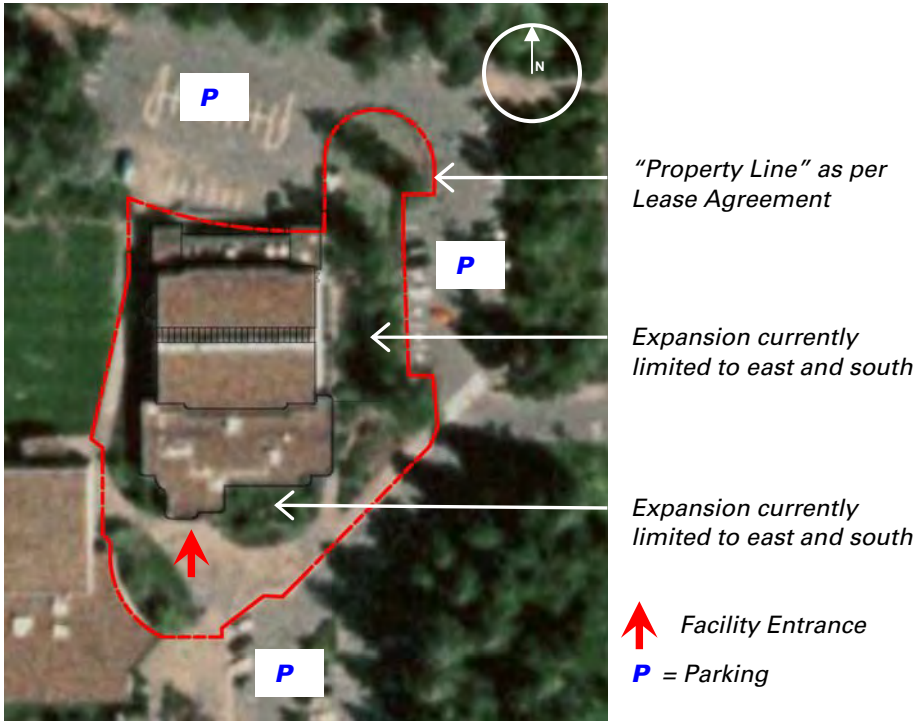 P
N
P
“Property Line” as per
Lease Agreement
Expansion currently
limited to east and south
Expansion currently
limited to east and south
Facility Entrance
P
P = Parking